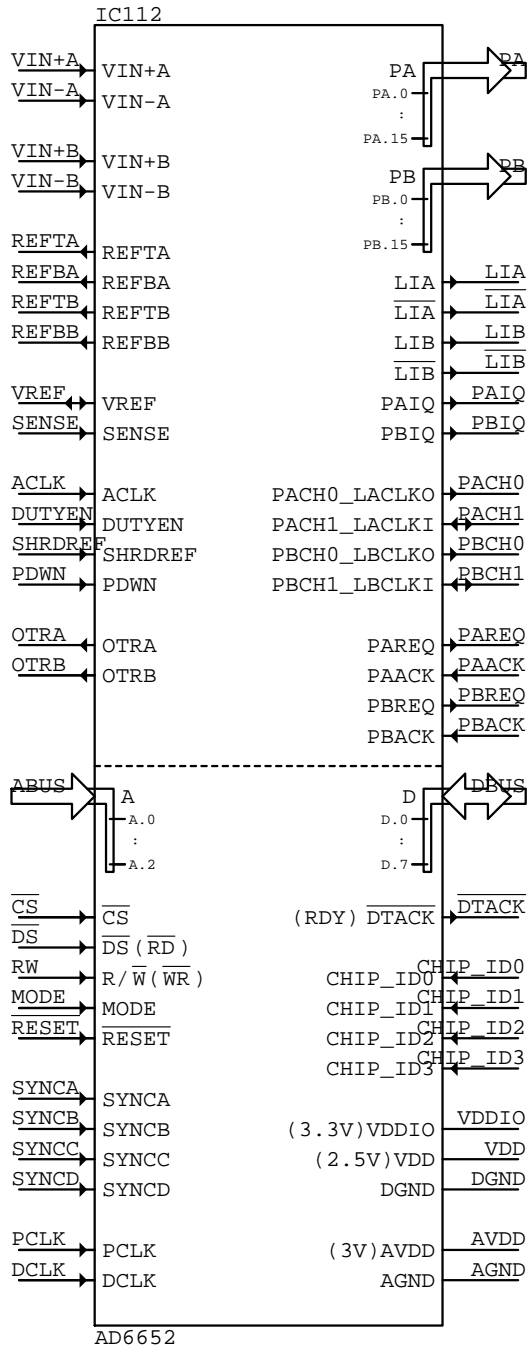 IC112
VIN+A VIN+A PA PA
VIN-A VIN-A PA.0
:
PA.15
VIN+B VIN+B PB PB
VIN-B VIN-B PB.0
:
PB.15
REFTA REFTA
REFBA REFBA LIA LIA
REFTB REFTB LIA LIA
REFBB REFBB LIB LIB
LIB LIB
VREF VREF PAIQ PAIQ
SENSE SENSE PBIQ PBIQ
ACLK ACLK PACH0_LACLKO PACH0
DUTYEN DUTYEN PACH1_LACLKI PACH1
SHRDREF SHRDREF PBCH0_LBCLKO PBCH0
PDWN PDWN PBCH1_LBCLKI PBCH1
OTRA OTRA PAREQ PAREQ
OTRB OTRB PAACK PAACK
PBREQ PBREQ
PBACK PBACK
ABUS A D DBUS
A.0 D.0
: :
A.2 D.7
CS CS (RDY) DTACK DTACK
DS DS(RD)
RW R/W(WR) CHIP_ID0 CHIP_ID0
MODE MODE CHIP_ID1 CHIP_ID1
RESET RESET CHIP_ID2 CHIP_ID2
CHIP_ID3 CHIP_ID3
SYNCA SYNCA
SYNCB SYNCB (3.3V)VDDIO VDDIO
SYNCC SYNCC (2.5V)VDD VDD
SYNCD SYNCD DGND DGND
PCLK PCLK (3V)AVDD AVDD
DCLK DCLK AGND AGND
AD6652